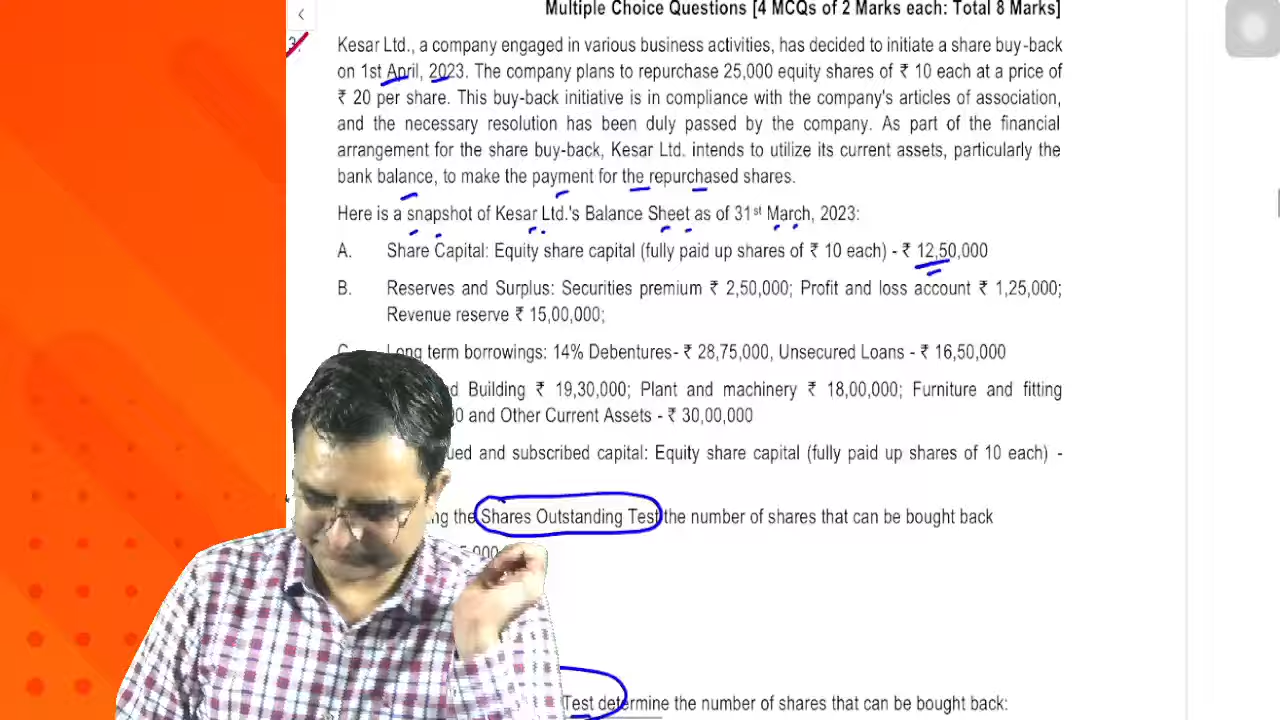 Multiple Choice Questions [4 MCQs of 2 Marks each: Total 8 Marks]
3. Kesar Ltd., a company engaged in various business activities, has decided to initiate a share buy-back
on 1st April, 2023. The company plans to repurchase 25,000 equity shares of ₹ 10 each at a price of
₹ 20 per share. This buy-back initiative is in compliance with the company's articles of association,
and the necessary resolution has been duly passed by the company. As part of the financial
arrangement for the share buy-back, Kesar Ltd. intends to utilize its current assets, particularly the
bank balance, to make the payment for the repurchased shares.
Here is a snapshot of Kesar Ltd.'s Balance Sheet as of 31st March, 2023:
A. Share Capital: Equity share capital (fully paid up shares of ₹ 10 each) - ₹ 12,50,000
B. Reserves and Surplus: Securities premium ₹ 2,50,000; Profit and loss account ₹ 1,25,000;
Revenue reserve ₹ 15,00,000;
Long term borrowings: 14% Debentures- ₹ 28,75,000, Unsecured Loans - ₹ 16,50,000
Building ₹ 19,30,000; Plant and machinery ₹ 18,00,000; Furniture and fitting
and Other Current Assets - ₹ 30,00,000
and subscribed capital: Equity share capital (fully paid up shares of 10 each) -
the Shares Outstanding Test the number of shares that can be bought back
Test determine the number of shares that can be bought back: